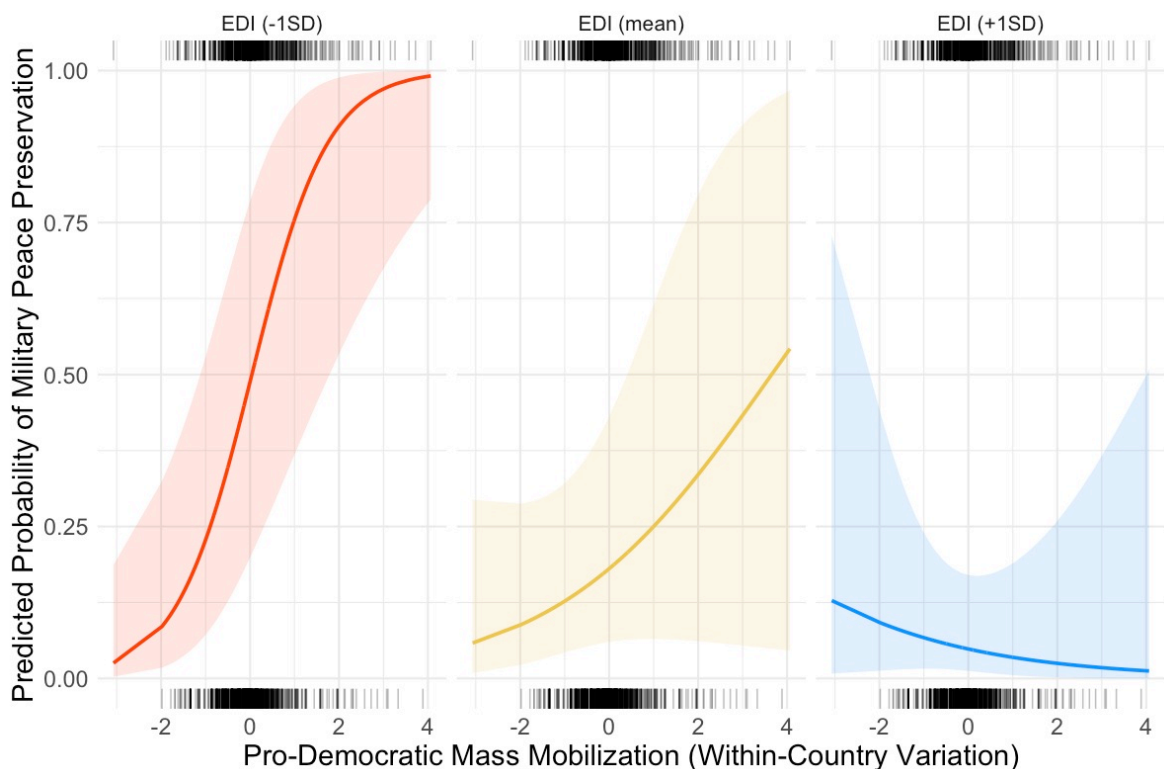 EDI (-1SD) EDI (mean) EDI (+1SD)
Predicted Probability of Military Peace Preservation
1.00
0.75
0.50
0.25
0.00
-2 0 2 4 -2 0 2 4 -2 0 2 4
Pro-Democratic Mass Mobilization (Within-Country Variation)